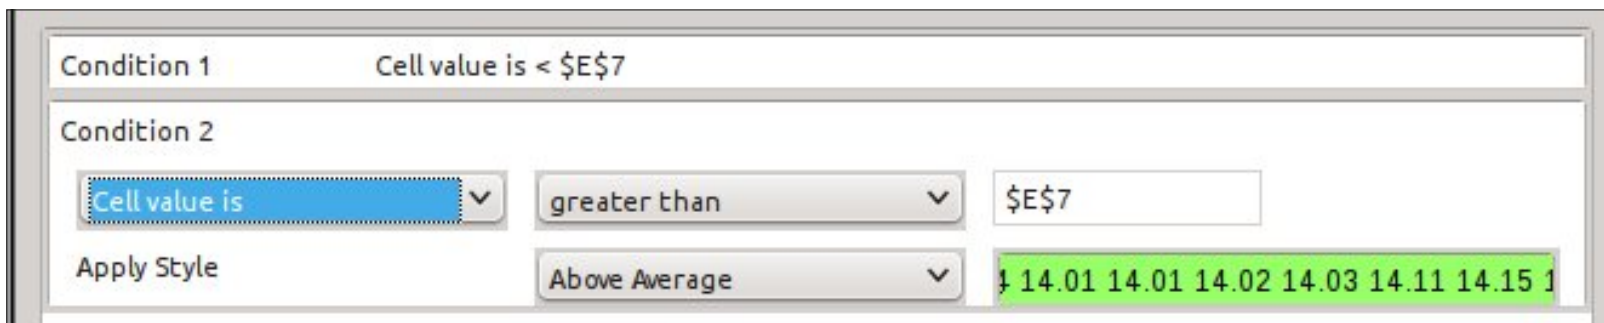 Condition 1 Cell value is < $E$7
Condition 2
Cell value is greater than $E$7
Apply Style Above Average 14.01 14.01 14.02 14.03 14.11 14.15